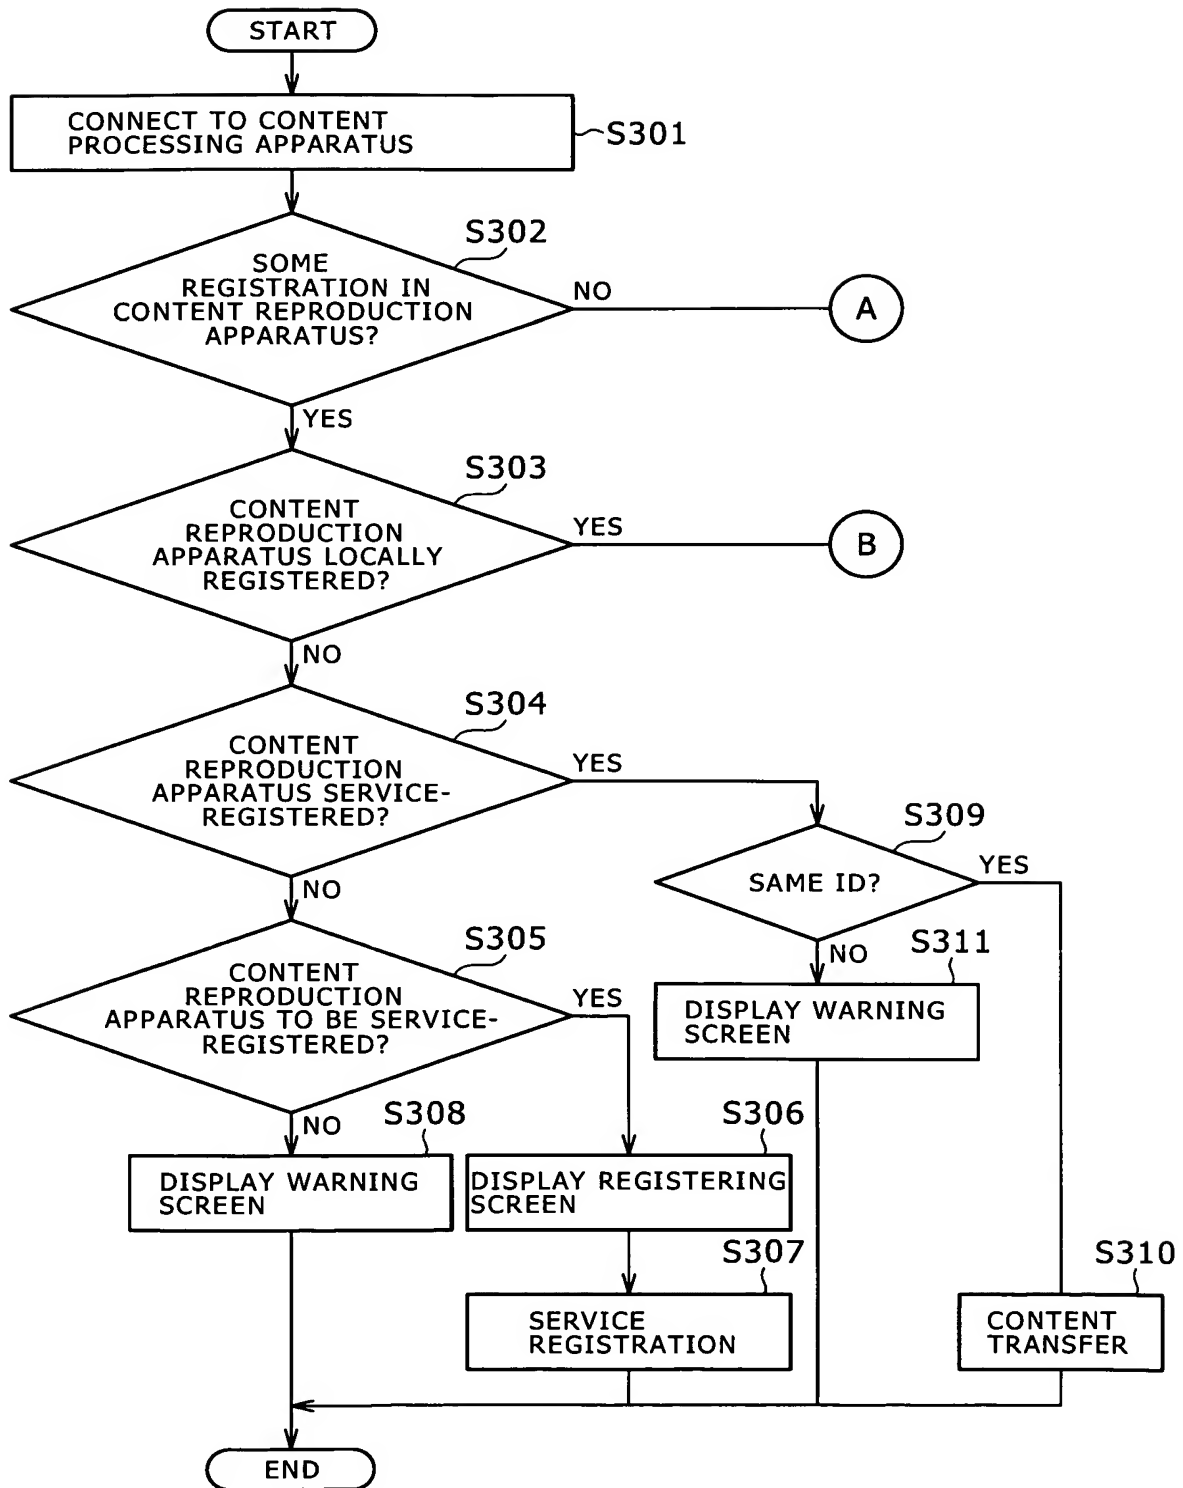 START
CONNECT TO CONTENT
PROCESSING APPARATUS
S301
S302
SOME
REGISTRATION IN
CONTENT REPRODUCTION
APPARATUS?
NO
A
YES
S303
CONTENT
REPRODUCTION
APPARATUS LOCALLY
REGISTERED?
YES
B
NO
S304
CONTENT
REPRODUCTION
APPARATUS SERVICE-
REGISTERED?
YES
S309
SAME ID?
YES
NO
NO
S305
CONTENT
REPRODUCTION
APPARATUS TO BE SERVICE-
REGISTERED?
YES
S311
DISPLAY WARNING
SCREEN
NO
S308
DISPLAY WARNING
SCREEN
S306
DISPLAY REGISTERING
SCREEN
S307
SERVICE
REGISTRATION
S310
CONTENT
TRANSFER
END